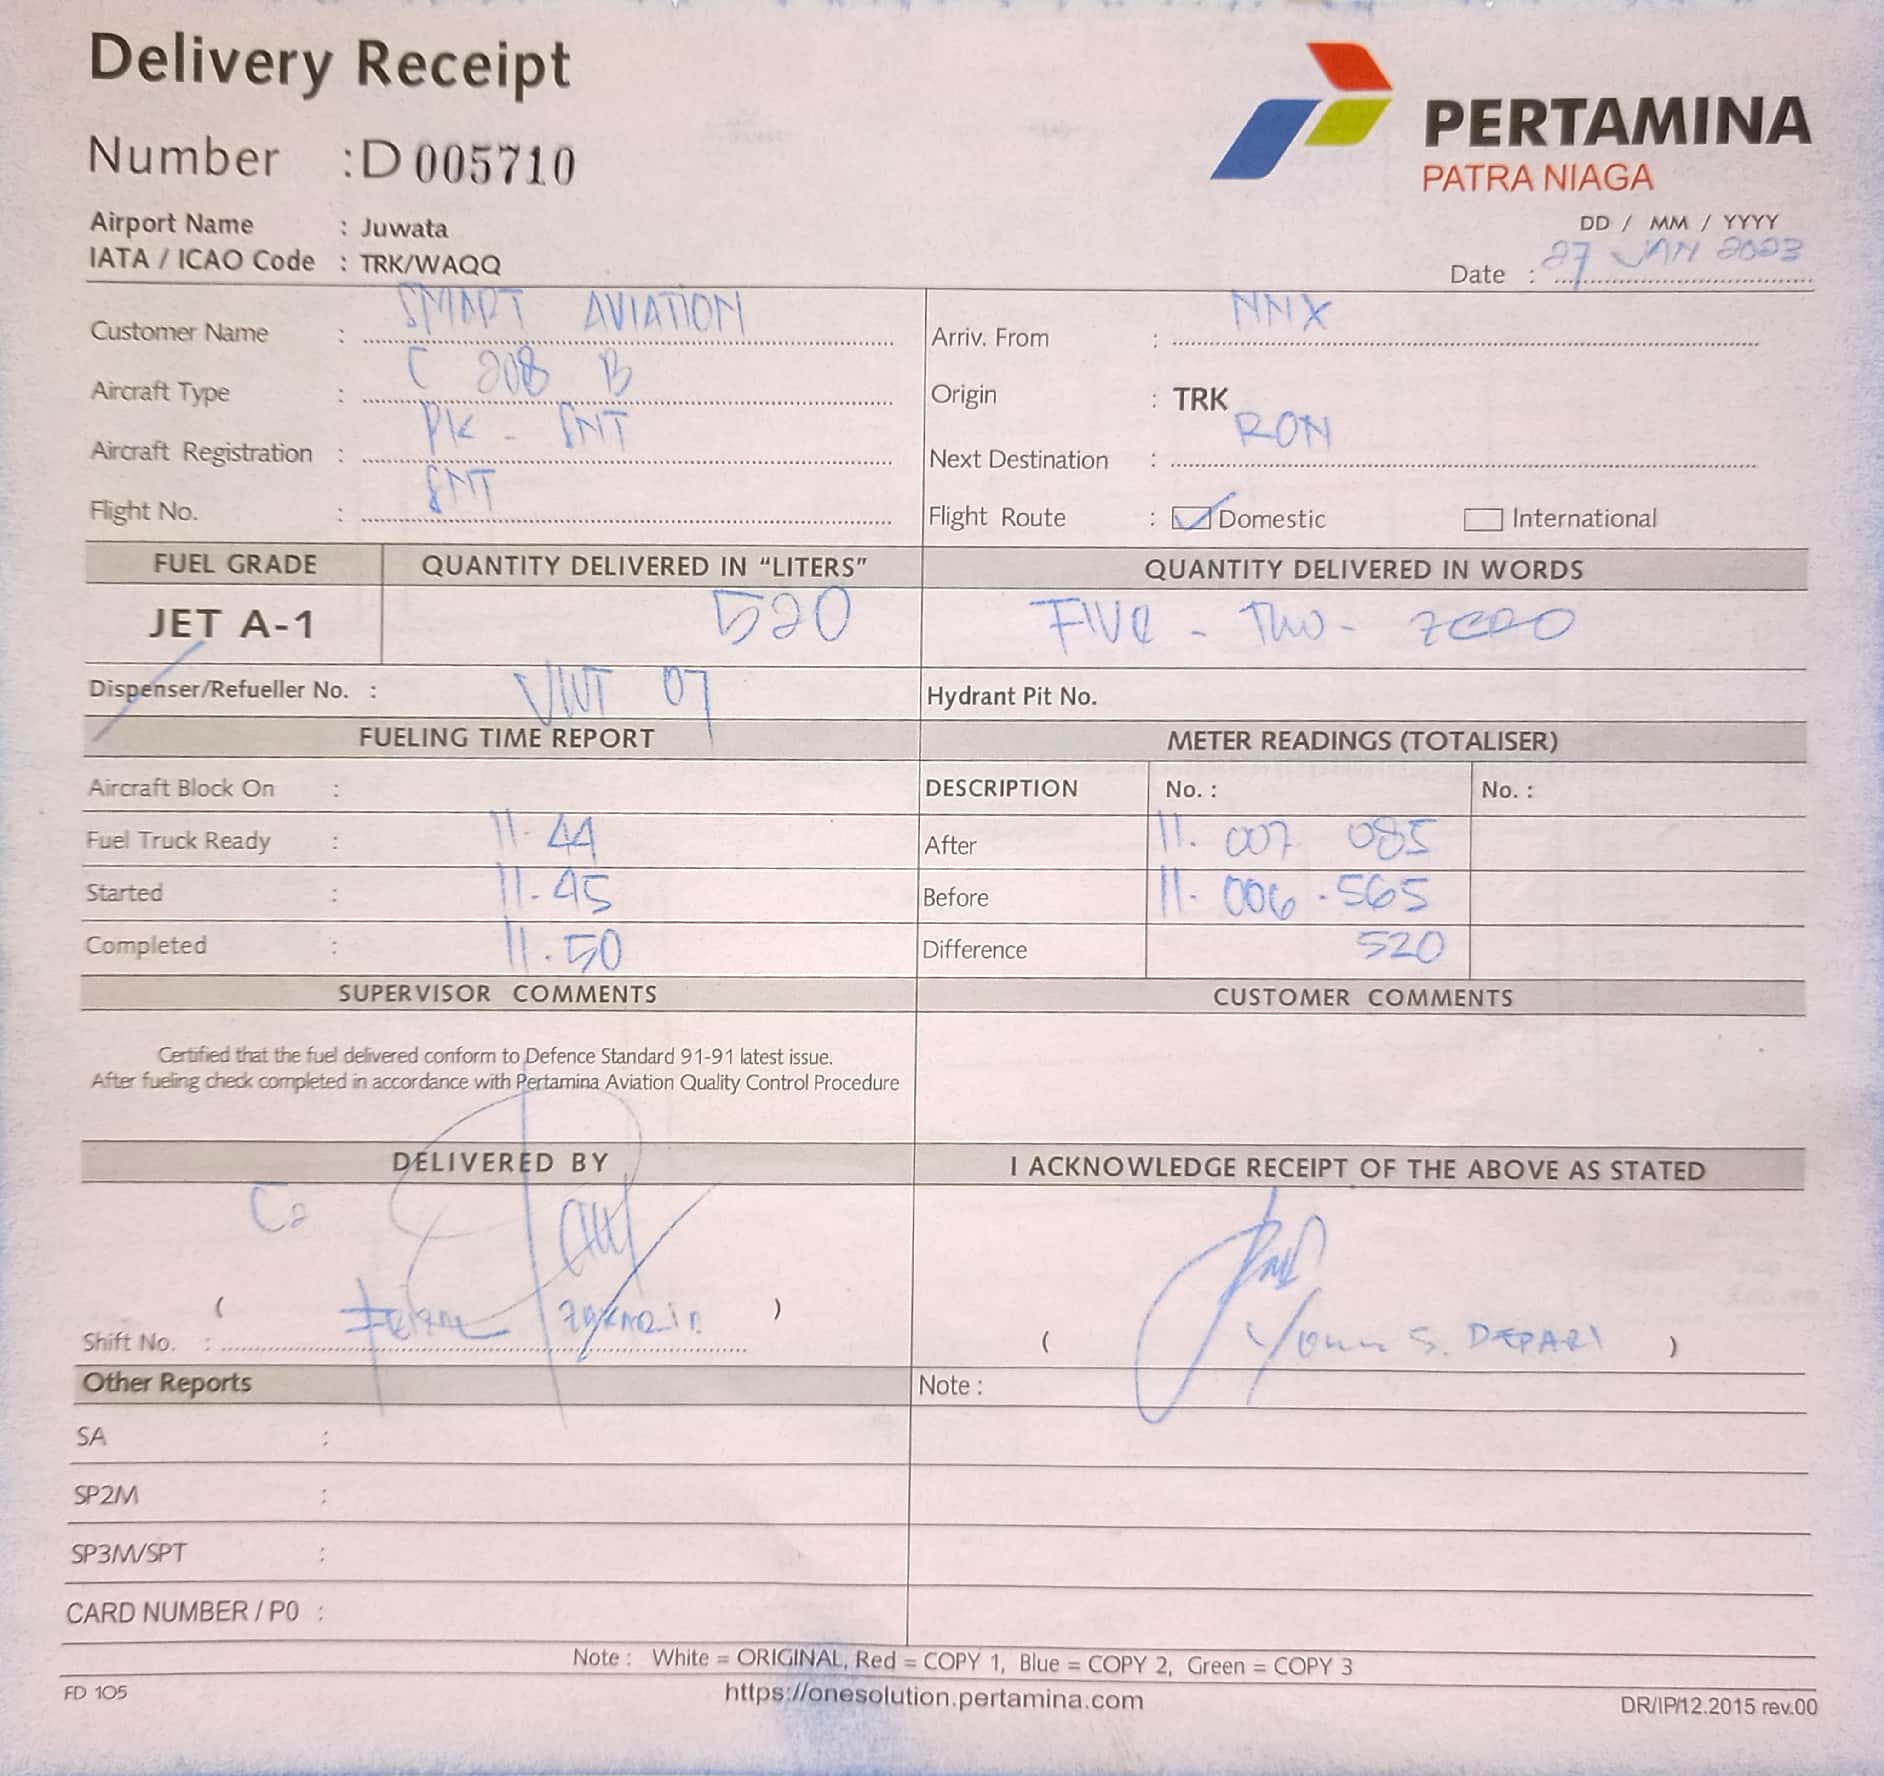 Delivery Receipt
PERTAMINA
PATRA NIAGA
Number : D 005710
Airport Name : Juwata
IATA / ICAO Code : TRK/WAQQ
DD / MM / YYYY
Date : 27 JAN 2023
Customer Name : SMART AVIATION
Arriv. From : NNX
Aircraft Type : C 208 B
Origin : TRK
Aircraft Registration : PK - SNT
Next Destination : RON
Flight No. : SNT
Flight Route : Domestic International
FUEL GRADE QUANTITY DELIVERED IN "LITERS" QUANTITY DELIVERED IN WORDS
JET A-1 520 FIVE - TWO - ZERO
Dispenser/Refueller No. : 07 Hydrant Pit No.
FUELING TIME REPORT METER READINGS (TOTALISER)
Aircraft Block On : DESCRIPTION No. : No. :
Fuel Truck Ready : 11.44 After 11. 007 085
Started : 11.45 Before 11. 006.565
Completed : 11.50 Difference 520
SUPERVISOR COMMENTS CUSTOMER COMMENTS
Certified that the fuel delivered conform to Defence Standard 91-91 latest issue.
After fueling check completed in accordance with Pertamina Aviation Quality Control Procedure
DELIVERED BY I ACKNOWLEDGE RECEIPT OF THE ABOVE AS STATED
( )
Shift No. :
( S. DEPARI )
Other Reports Note :
SA :
SP2M :
SP3M/SPT :
CARD NUMBER / P0 :
Note : White = ORIGINAL, Red = COPY 1, Blue = COPY 2, Green = COPY 3
FD 105 https://onesolution.pertamina.com DR/IP/12.2015 rev.00